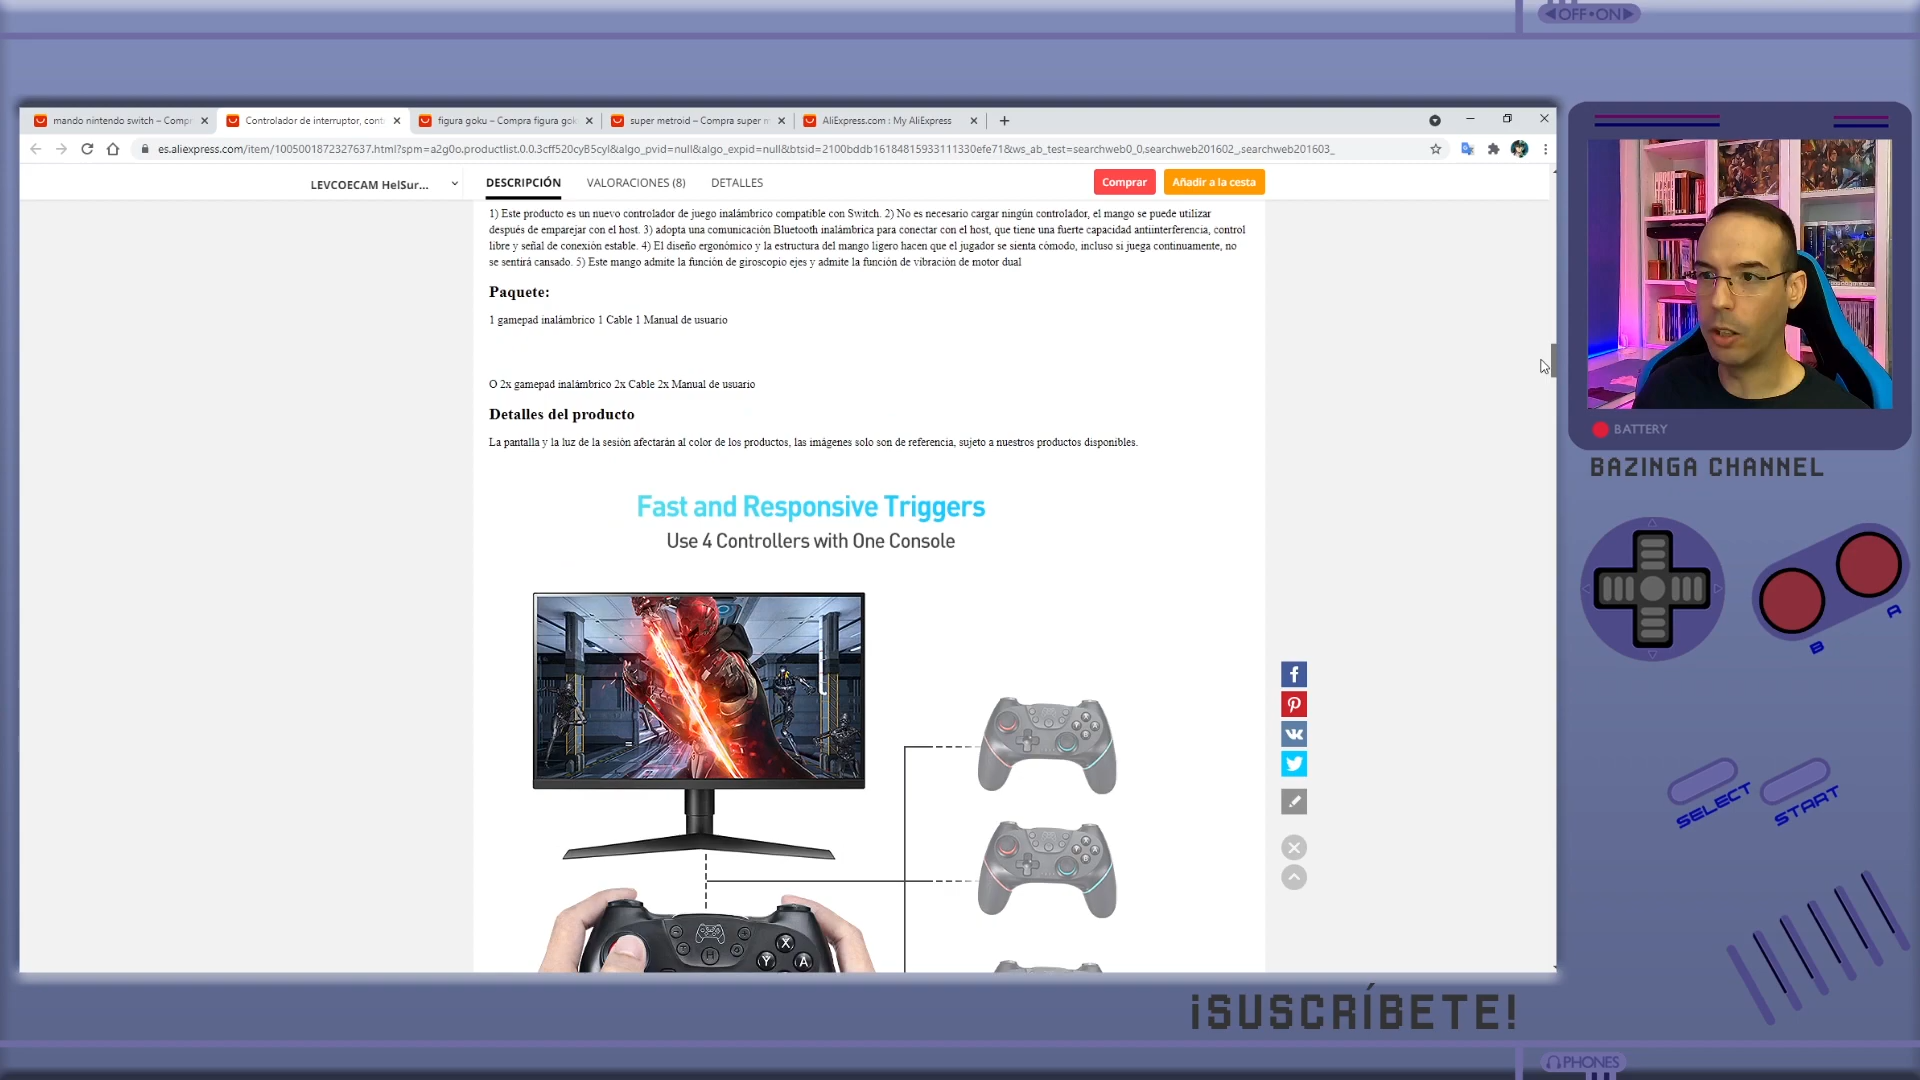 OFF•ON
mando nintendo switch – Comp
Controlador de interruptor, cont
figura goku – Compra figura gok
super metroid – Compra super m
AliExpress.com : My AliExpress
es.aliexpress.com/item/1005001872327637.html?spm=a2g0o.productlist.0.0.3cff520cyB5cyl&algo_pvid=null&algo_expid=null&btsid=2100bddb16184815933111330efe71&ws_ab_test=searchweb0_0,searchweb201602_,searchweb201603_
LEVCOECAM HelSur...
DESCRIPCIÓN
VALORACIONES (8)
DETALLES
Comprar
Añadir a la cesta
1) Este producto es un nuevo controlador de juego inalámbrico compatible con Switch. 2) No es necesario cargar ningún controlador, el mango se puede utilizar
después de emparejar con el host. 3) adopta una comunicación Bluetooth inalámbrica para conectar con el host, que tiene una fuerte capacidad antiinterferencia, control
libre y señal de conexión estable. 4) El diseño ergonómico y la estructura del mango ligero hacen que el jugador se sienta cómodo, incluso si juega continuamente, no
se sentirá cansado. 5) Este mango admite la función de giroscopio ejes y admite la función de vibración de motor dual
Paquete:
1 gamepad inalámbrico 1 Cable 1 Manual de usuario
O 2x gamepad inalámbrico 2x Cable 2x Manual de usuario
Detalles del producto
La pantalla y la luz de la sesión afectarán al color de los productos, las imágenes solo son de referencia, sujeto a nuestros productos disponibles.
Fast and Responsive Triggers
Use 4 Controllers with One Console
X
Y
A
BATTERY
BAZINGA CHANNEL
A
B
SELECT
START
¡SUSCRÍBETE!
PHONES